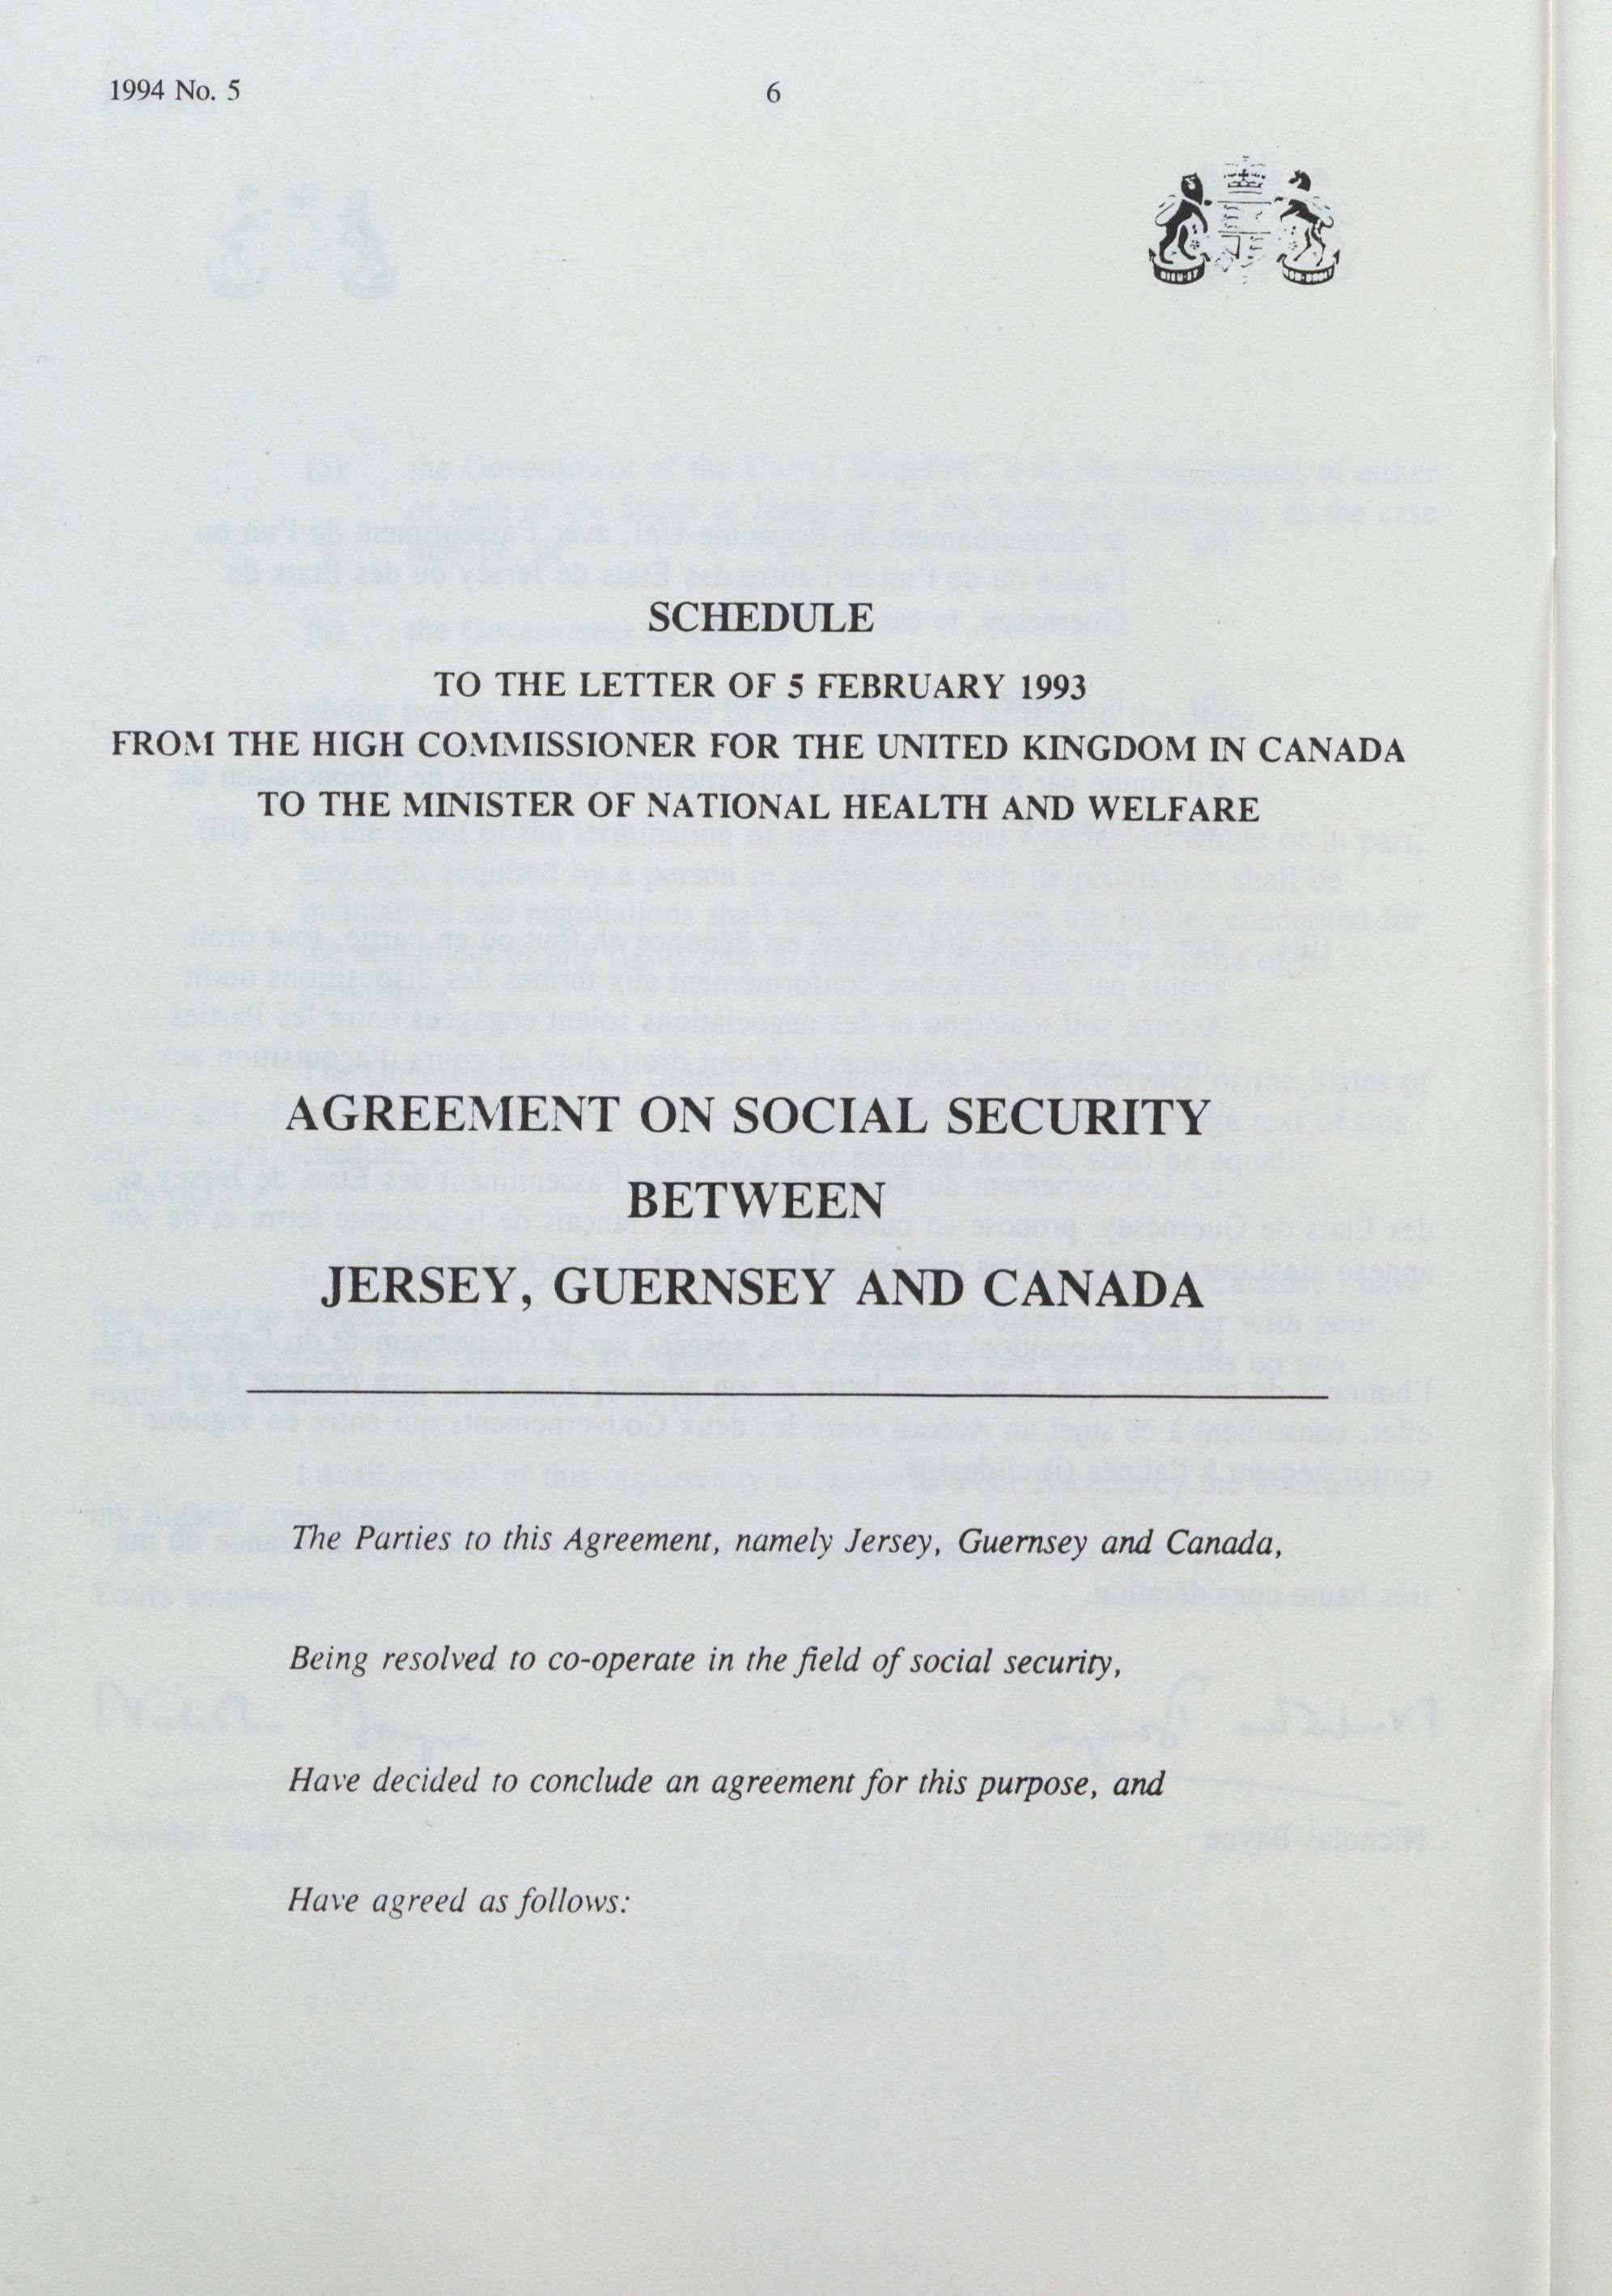 1994 No. 5
6
DIEU·ET
SCHEDULE
TO THE LETTER OF 5 FEBRUARY 1993
FROM THE HIGH COMMISSIONER FOR THE UNITED KINGDOM IN CANADA
TO THE MINISTER OF NATIONAL HEALTH AND WELFARE
AGREEMENT ON SOCIAL SECURITY
BETWEEN
JERSEY, GUERNSEY AND CANADA
The Parties to this Agreement, namely Jersey, Guernsey and Canada,
Being resolved to co-operate in the field of social security,
Have decided to conclude an agreement for this purpose, and
Have agreed as follows: